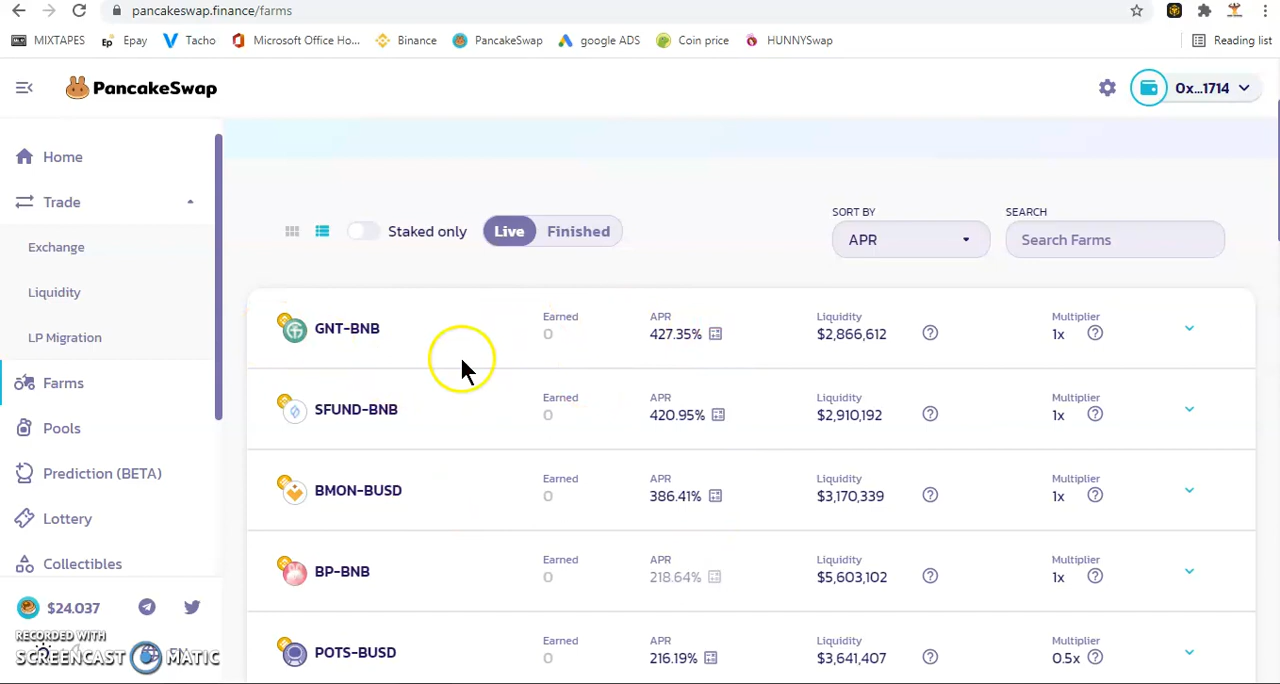 pancakeswap.finance/farms
MIXTAPES Epay Tacho Microsoft Office Ho... Binance PancakeSwap google ADS Coin price HUNNYSwap Reading list
PancakeSwap 0x...1714
Home
Trade
Exchange
Liquidity
LP Migration
Farms
Pools
Prediction (BETA)
Lottery
Collectibles
$24.037
RECORDED WITH
SCREENCAST MATIC
Staked only Live Finished
SORT BY
APR
SEARCH
Search Farms
GNT-BNB
Earned
0
APR
427.35%
Liquidity
$2,866,612
Multiplier
1x
SFUND-BNB
Earned
0
APR
420.95%
Liquidity
$2,910,192
Multiplier
1x
BMON-BUSD
Earned
0
APR
386.41%
Liquidity
$3,170,339
Multiplier
1x
BP-BNB
Earned
0
APR
218.64%
Liquidity
$5,603,102
Multiplier
1x
POTS-BUSD
Earned
0
APR
216.19%
Liquidity
$3,641,407
Multiplier
0.5x